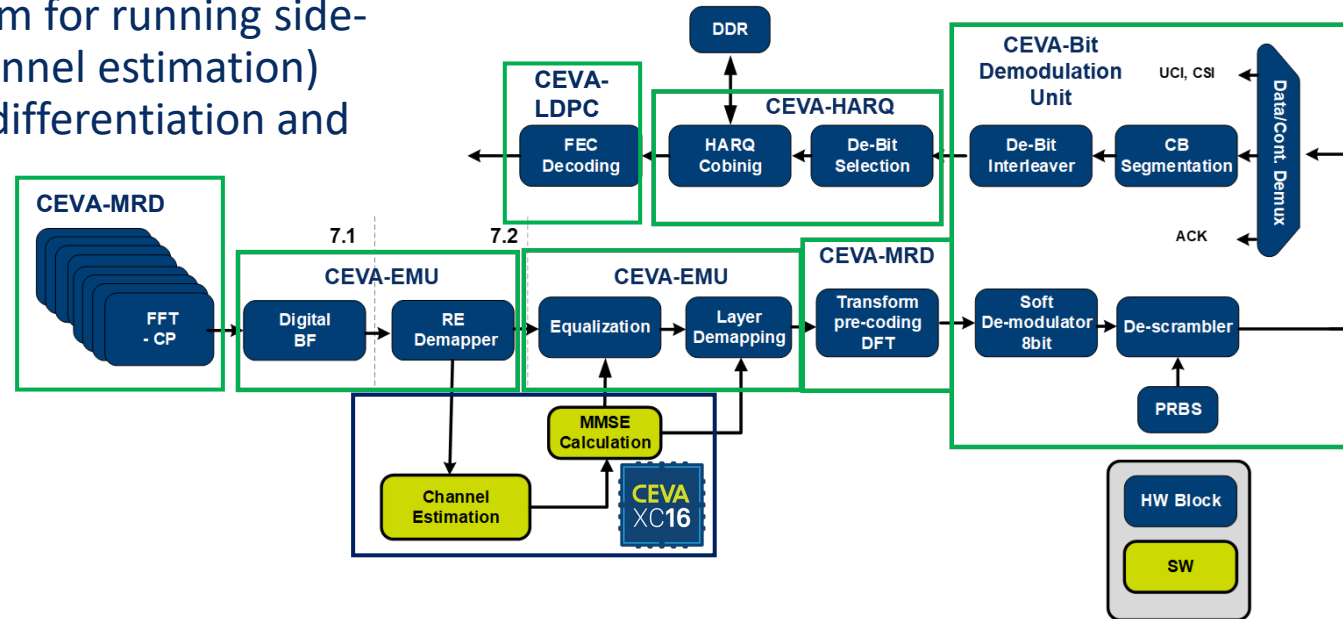 m for running side-
nnel estimation)
differentiation and
DDR
CEVA-
LDPC
FEC
Decoding
CEVA-HARQ
HARQ
Cobinig
De-Bit
Selection
CEVA-Bit
Demodulation
Unit
UCI, CSI
De-Bit
Interleaver
CB
Segmentation
Data/Cont. Demux
ACK
CEVA-MRD
FFT
- CP
7.1
7.2
CEVA-EMU
Digital
BF
RE
Demapper
CEVA-EMU
Equalization
Layer
Demapping
CEVA-MRD
Transform
pre-coding
DFT
Soft
De-modulator
8bit
De-scrambler
PRBS
MMSE
Calculation
Channel
Estimation
CEVA
XC16
HW Block
SW